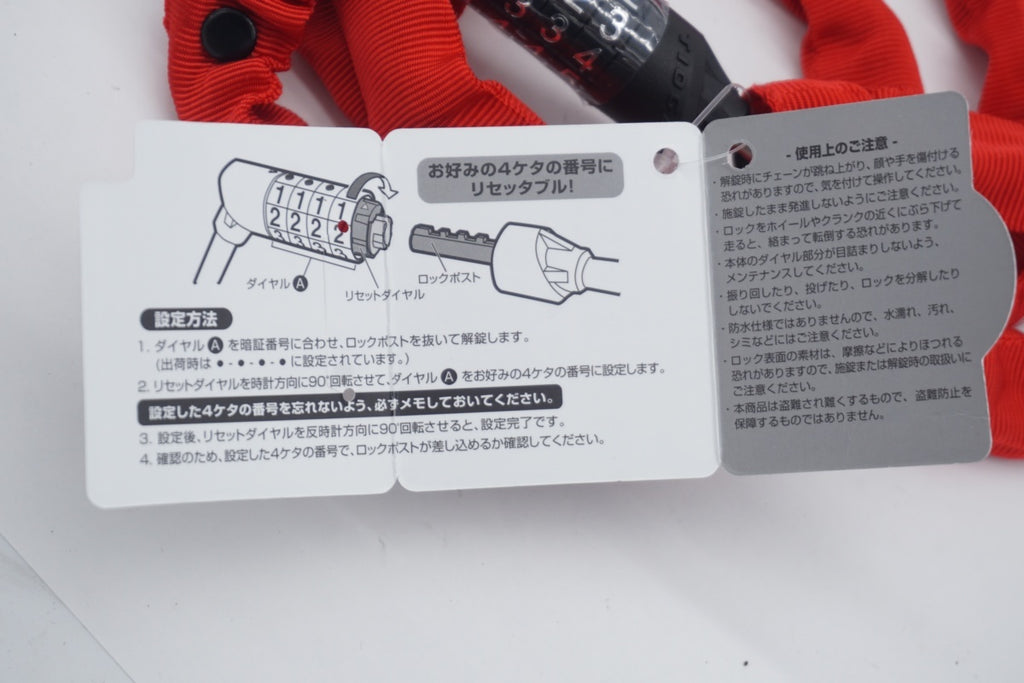 3 3 3
4
お好みの4ケタの番号に
リセッタブル!
1 1 1 1
2 2 2 2
3 3 3 3
ダイヤルA
リセットダイヤル
ロックポスト
設定方法
1. ダイヤルAを暗証番号に合わせ、ロックポストを抜いて解錠します。
(出荷時は ●-●-●-● に設定されています。)
2. リセットダイヤルを時計方向に90°回転させて、ダイヤルAをお好みの4ケタの番号に設定します。
設定した4ケタの番号を忘れないよう、必ずメモしておいてください。
3. 設定後、リセットダイヤルを反時計方向に90°回転させると、設定完了です。
4. 確認のため、設定した4ケタの番号で、ロックポストが差し込めるか確認してください。
- 使用上のご注意 -
・解錠時にチェーンが跳ね上がり、顔や手を傷付ける
恐れがありますので、気を付けて操作してください。
・施錠したまま発進しないようにご注意ください。
・ロックをホイールやクランクの近くにぶら下げて
走ると、絡まって転倒する恐れがあります。
・本体のダイヤル部分が目詰まりしないよう、
メンテナンスしてください。
・振り回したり、投げたり、ロックを分解したり
しないでください。
・防水仕様ではありませんので、水濡れ、汚れ、
シミなどにはご注意ください。
・ロック表面の素材は、摩擦などによりほつれる
恐れがありますので、施錠または解錠時の取扱いに
ご注意ください。
・本商品は盗難され難くするもので、盗難防止を
保障するものではありません。